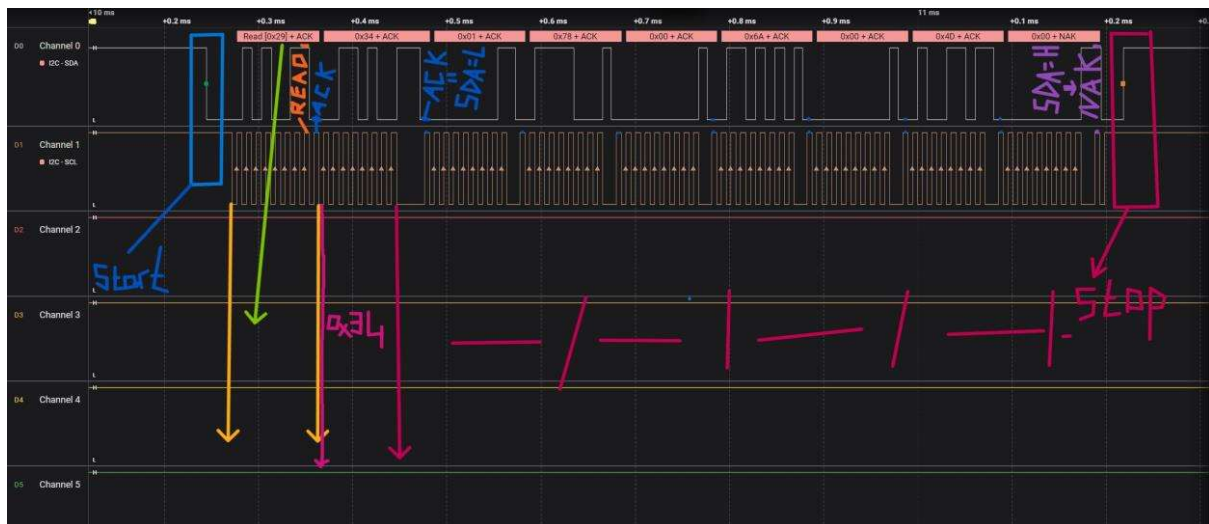 +10 ms
11 ms
+0.2 ms +0.3 ms +0.4 ms +0.5 ms +0.6 ms +0.7 ms +0.8 ms +0.9 ms +0.1 ms +0.2 ms
Read [0x29] + ACK 0x34 + ACK 0x01 + ACK 0x78 + ACK 0x00 + ACK 0x6A + ACK 0x00 + ACK 0x4D + ACK 0x00 + NAK
D0 Channel 0 H
I2C - SDA
L
READ
ACK
ACK
=
SDA=L
SDA=H
→
NAK
D1 Channel 1 H
I2C - SCL
L
D2 Channel 2 H
L
Start
D3 Channel 3 H
L
0x34
Stop
D4 Channel 4 H
L
D5 Channel 5 H